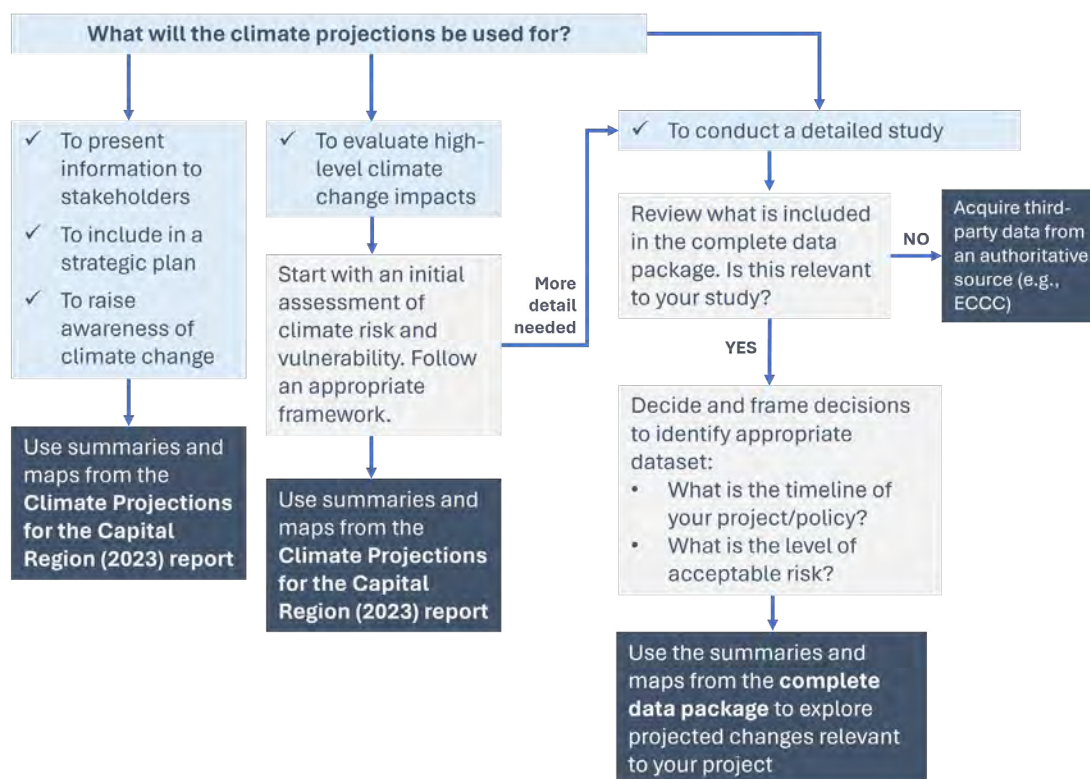 What will the climate projections be used for?
✓ To present
information to
stakeholders
✓ To include in a
strategic plan
✓ To raise
awareness of
climate change
Use summaries and
maps from the
Climate Projections
for the Capital
Region (2023) report
✓ To evaluate high-
level climate
change impacts
Start with an initial
assessment of
climate risk and
vulnerability. Follow
an appropriate
framework.
Use summaries and
maps from the
Climate Projections
for the Capital
Region (2023) report
More
detail
needed
✓ To conduct a detailed study
Review what is included
in the complete data
package. Is this relevant
to your study?
NO
Acquire third-
party data from
an authoritative
source (e.g.,
ECCC)
YES
Decide and frame decisions
to identify appropriate
dataset:
• What is the timeline of
your project/policy?
• What is the level of
acceptable risk?
Use the summaries and
maps from the complete
data package to explore
projected changes relevant
to your project